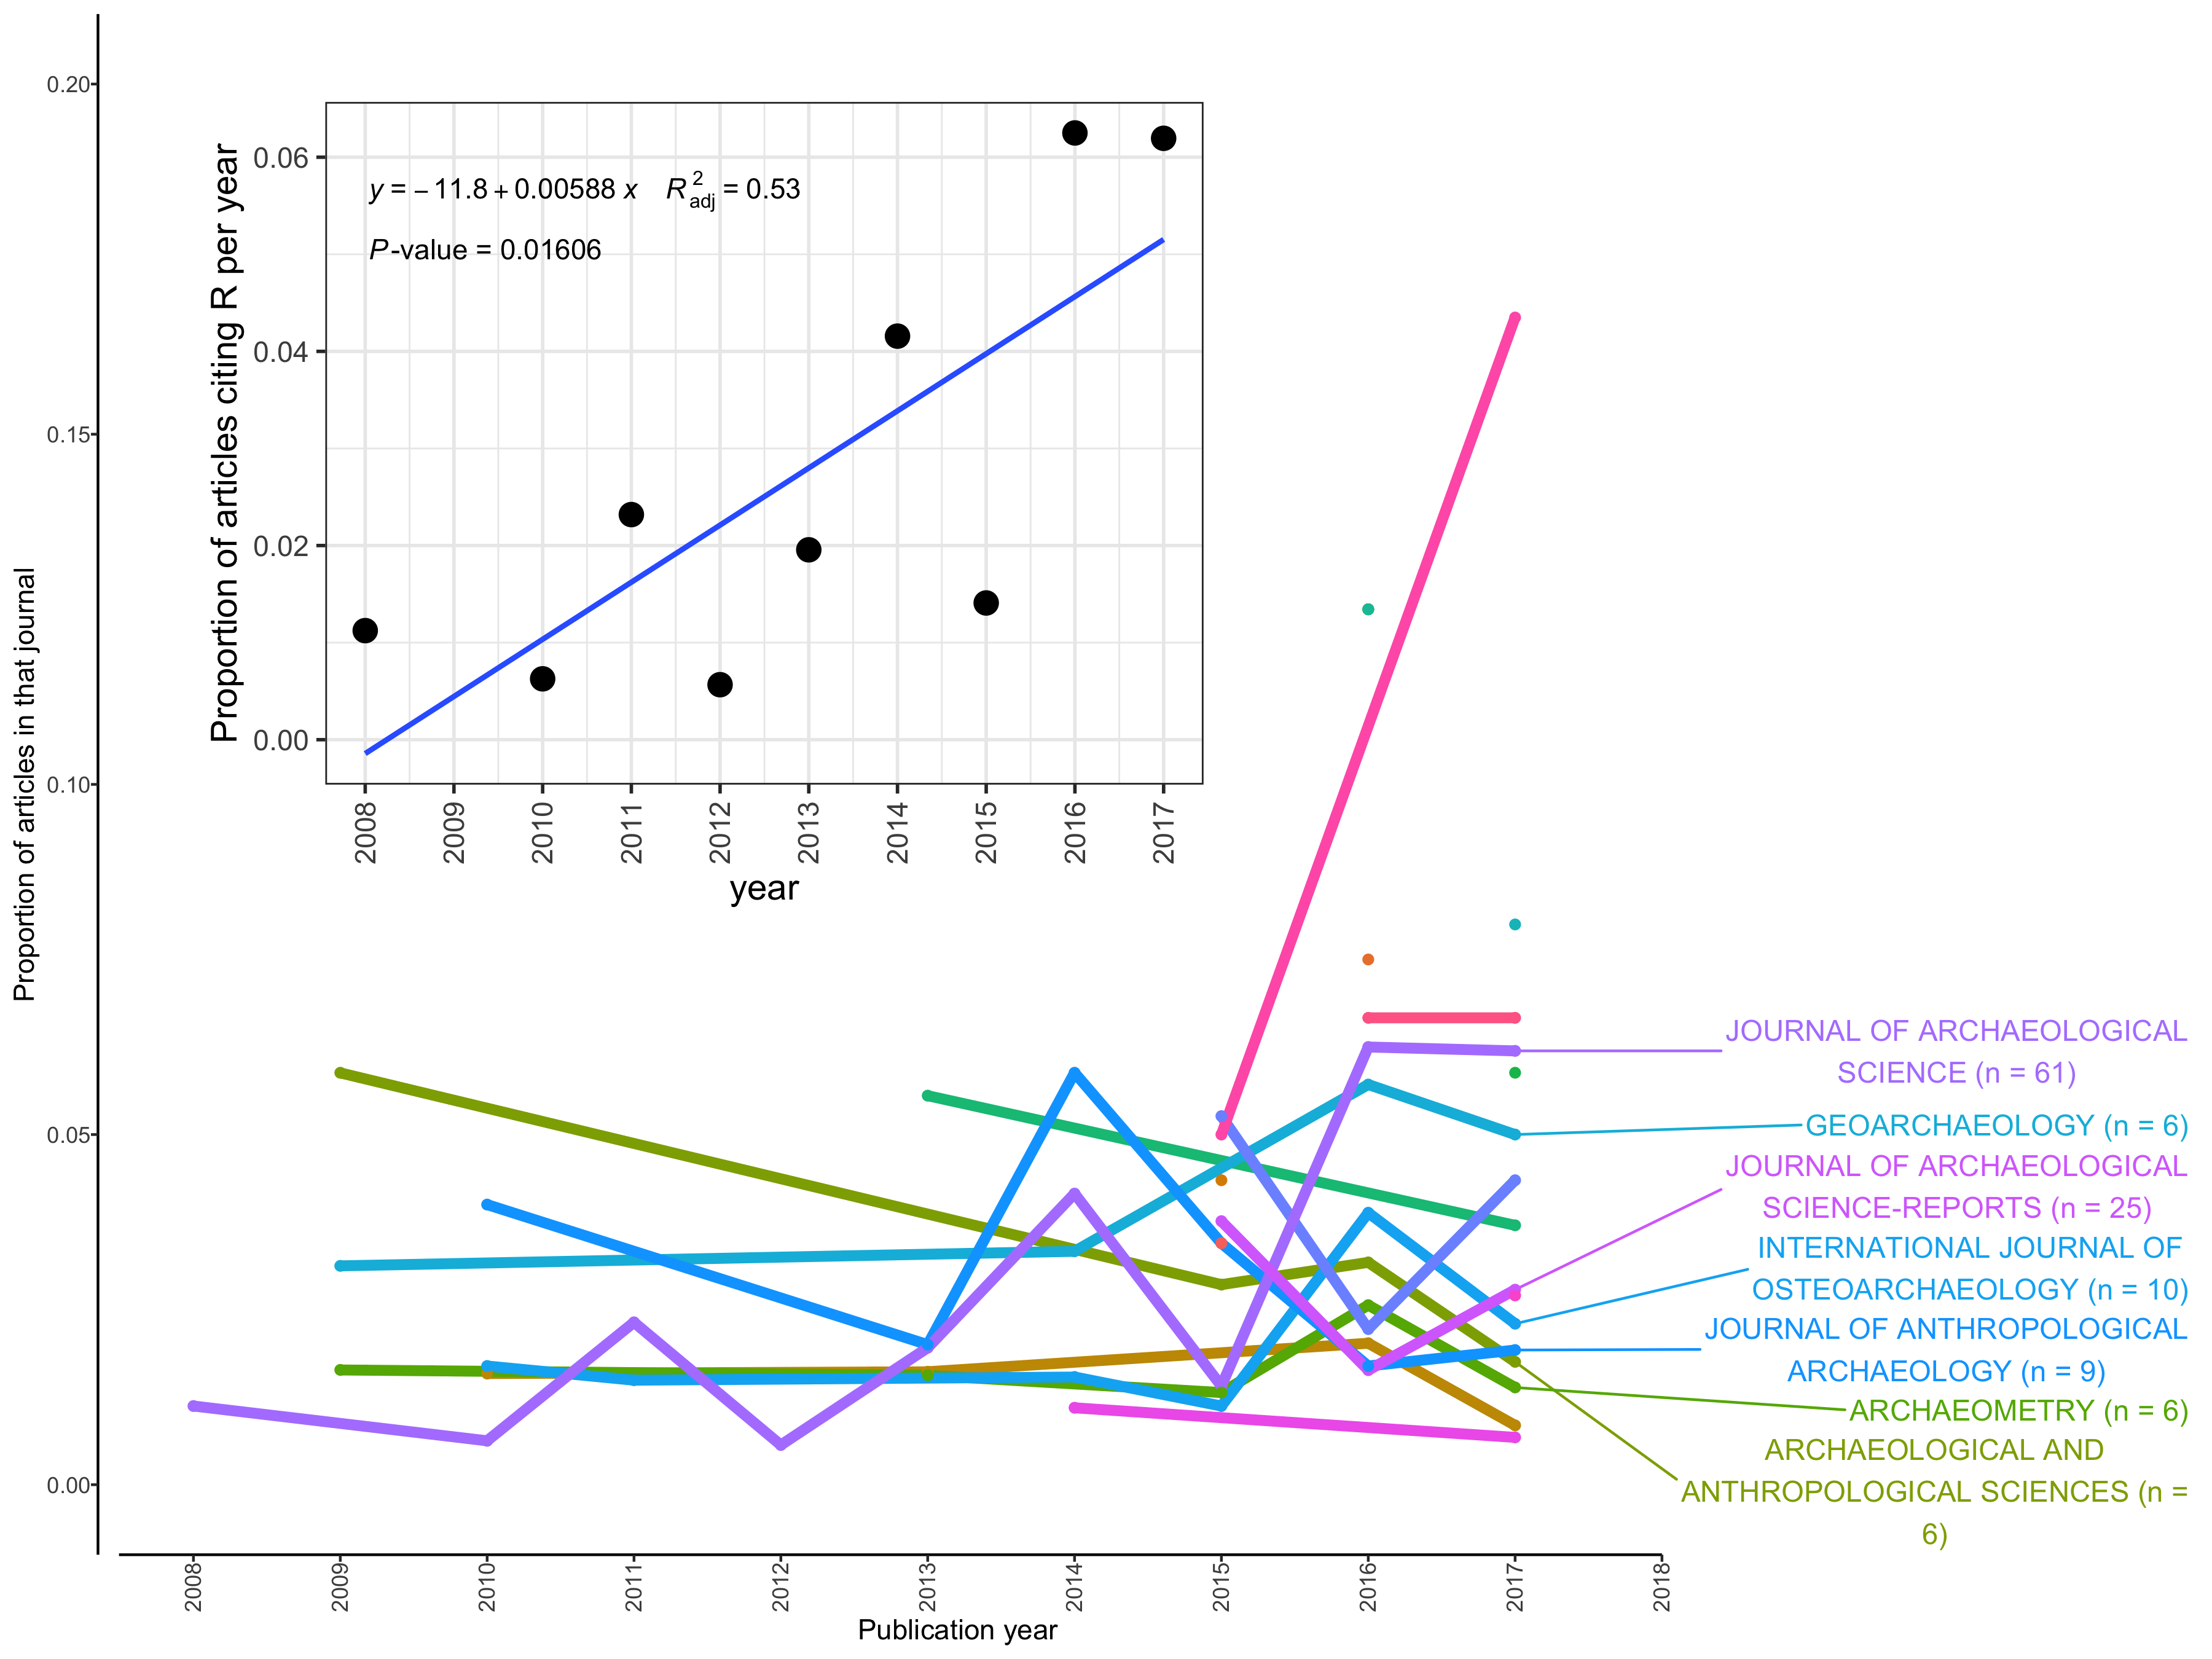 0.20
0.15
0.10
0.05
0.00
Proportion of articles in that journal
2008
2009
2010
2011
2012
2013
2014
2015
2016
2017
2018
Publication year
0.06
0.04
0.02
0.00
Proportion of articles citing R per year
y = − 11.8 + 0.00588 x R²adj = 0.53
P-value = 0.01606
2008
2009
2010
2011
2012
2013
2014
2015
2016
2017
year
JOURNAL OF ARCHAEOLOGICAL
SCIENCE (n = 61)
GEOARCHAEOLOGY (n = 6)
JOURNAL OF ARCHAEOLOGICAL
SCIENCE-REPORTS (n = 25)
INTERNATIONAL JOURNAL OF
OSTEOARCHAEOLOGY (n = 10)
JOURNAL OF ANTHROPOLOGICAL
ARCHAEOLOGY (n = 9)
ARCHAEOMETRY (n = 6)
ARCHAEOLOGICAL AND
ANTHROPOLOGICAL SCIENCES (n =
6)